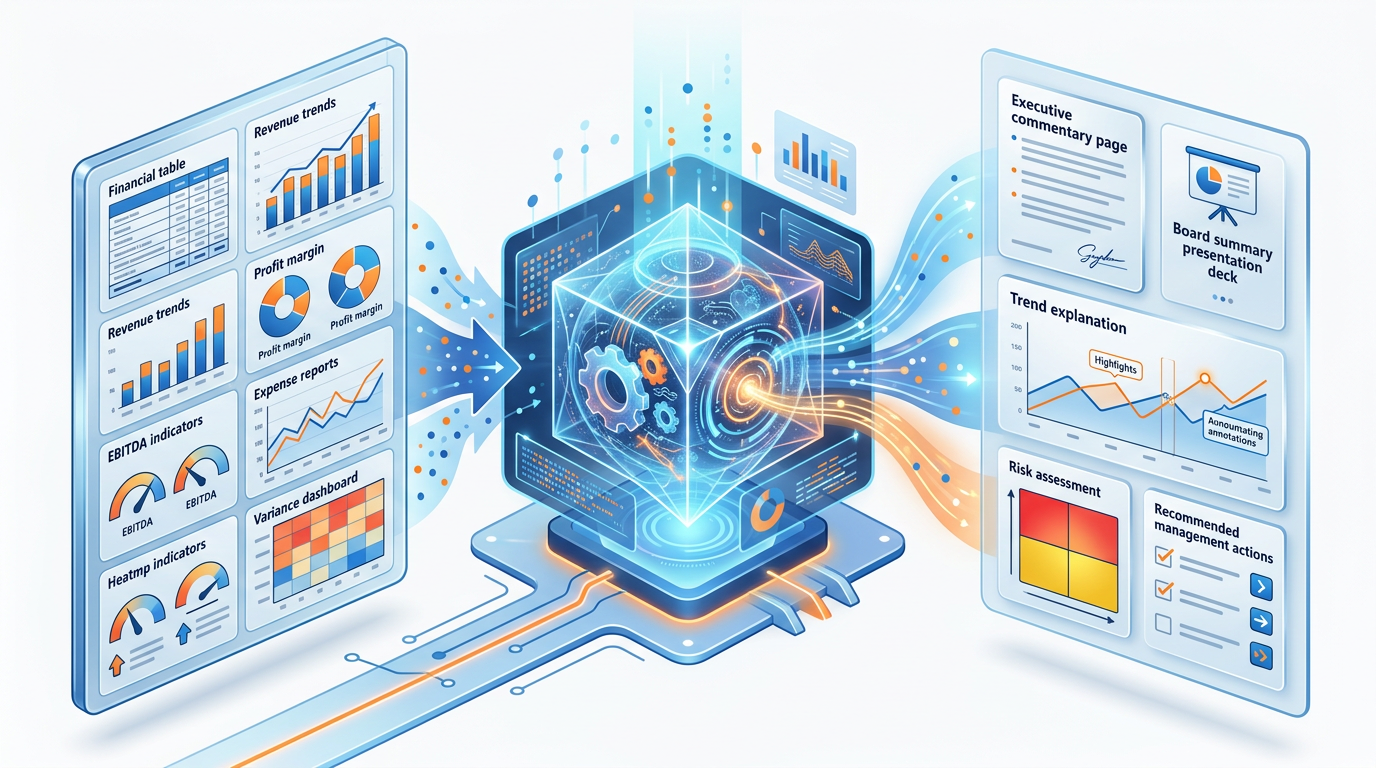 Financial table
Revenue trends
Revenue trends
Profit margin
Profit margin
Profit margin
EBITDA indicators
EBITDA
EBITDA
Expense reports
Heatmp indicators
Variance dashboard
Executive
commentary page
Board summary
presentation
deck
Trend explanation
200
150
100
50
0
Highfights
Aonoumating
annotations
Risk assessment
Recommended
management actions